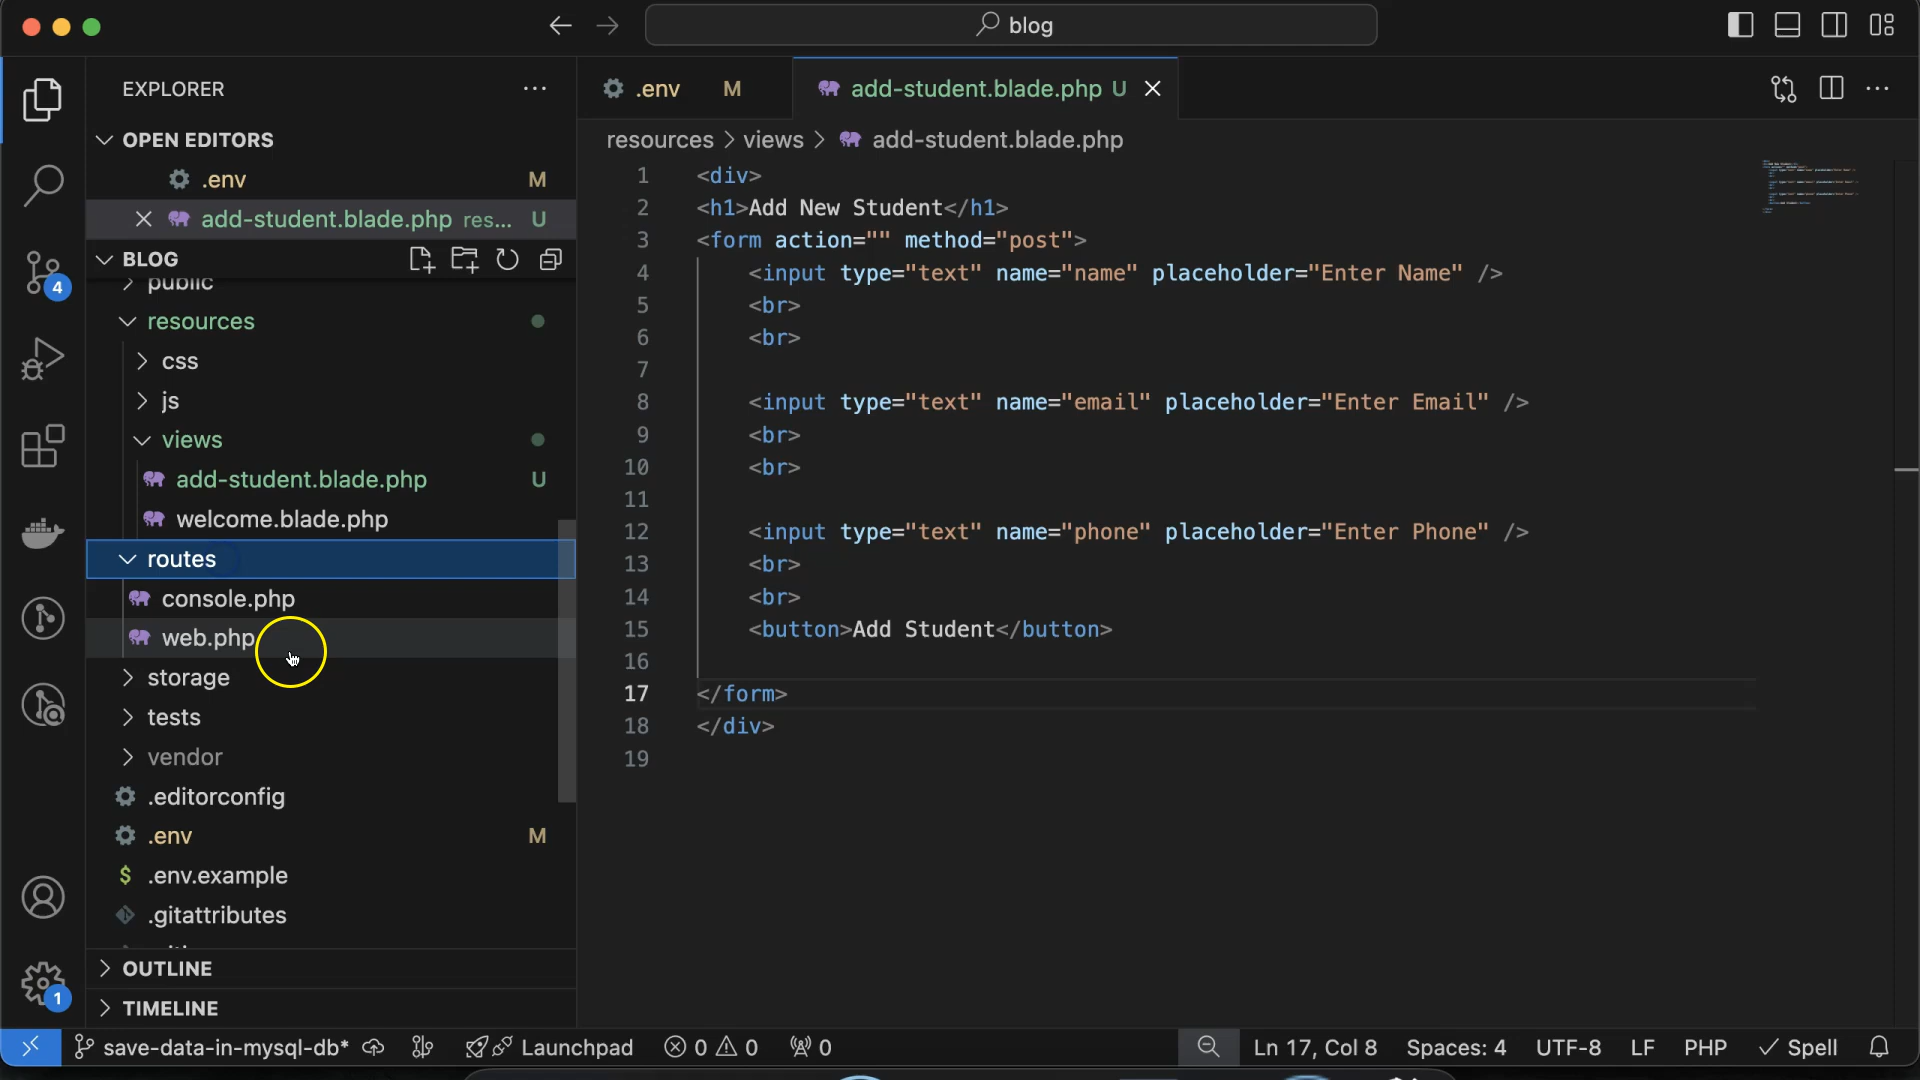 blog
EXPLORER
OPEN EDITORS
.env M
add-student.blade.php res... U
BLOG
public
resources
css
js
views
add-student.blade.php U
welcome.blade.php
routes
console.php
web.php
storage
tests
vendor
.editorconfig
.env M
.env.example
.gitattributes
OUTLINE
TIMELINE
4
1
.env M
add-student.blade.php U
resources > views > add-student.blade.php
1 <div>
2 <h1>Add New Student</h1>
3 <form action="" method="post">
4 <input type="text" name="name" placeholder="Enter Name" />
5 <br>
6 <br>
7
8 <input type="text" name="email" placeholder="Enter Email" />
9 <br>
10 <br>
11
12 <input type="text" name="phone" placeholder="Enter Phone" />
13 <br>
14 <br>
15 <button>Add Student</button>
16
17 </form>
18 </div>
19
save-data-in-mysql-db* Launchpad 0 0 0 Ln 17, Col 8 Spaces: 4 UTF-8 LF PHP Spell